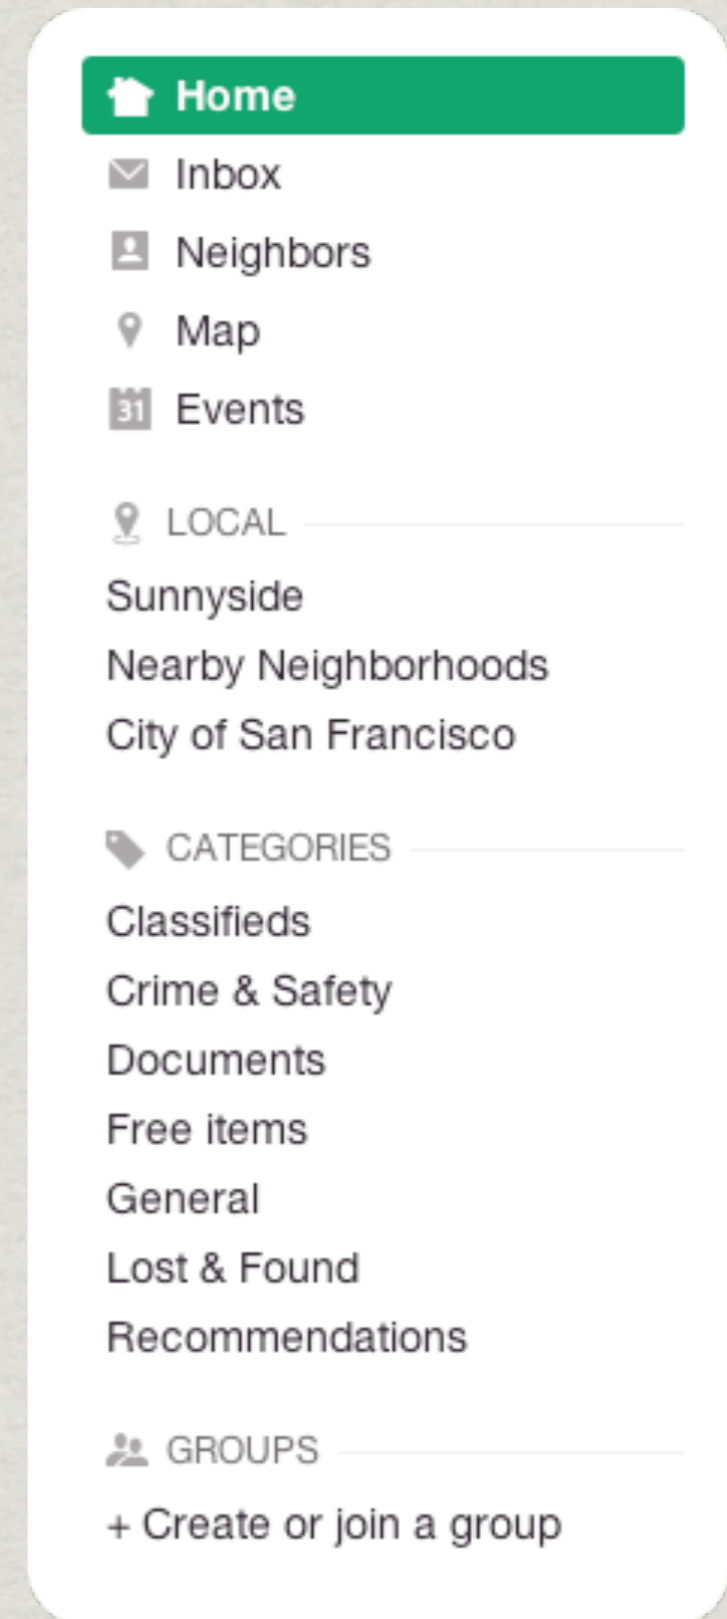 Home
Inbox
Neighbors
Map
31 Events
LOCAL
Sunnyside
Nearby Neighborhoods
City of San Francisco
CATEGORIES
Classifieds
Crime & Safety
Documents
Free items
General
Lost & Found
Recommendations
GROUPS
+ Create or join a group